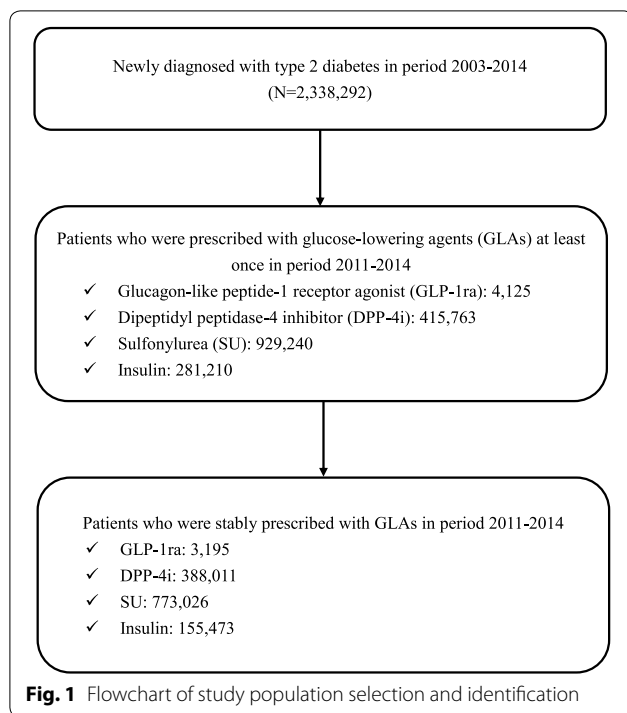 Newly diagnosed with type 2 diabetes in period 2003-2014
(N=2,338,292)
Patients who were prescribed with glucose-lowering agents (GLAs) at least
once in period 2011-2014
✓ Glucagon-like peptide-1 receptor agonist (GLP-1ra): 4,125
✓ Dipeptidyl peptidase-4 inhibitor (DPP-4i): 415,763
✓ Sulfonylurea (SU): 929,240
✓ Insulin: 281,210
Patients who were stably prescribed with GLAs in period 2011-2014
✓ GLP-1ra: 3,195
✓ DPP-4i: 388,011
✓ SU: 773,026
✓ Insulin: 155,473
Fig. 1 Flowchart of study population selection and identification